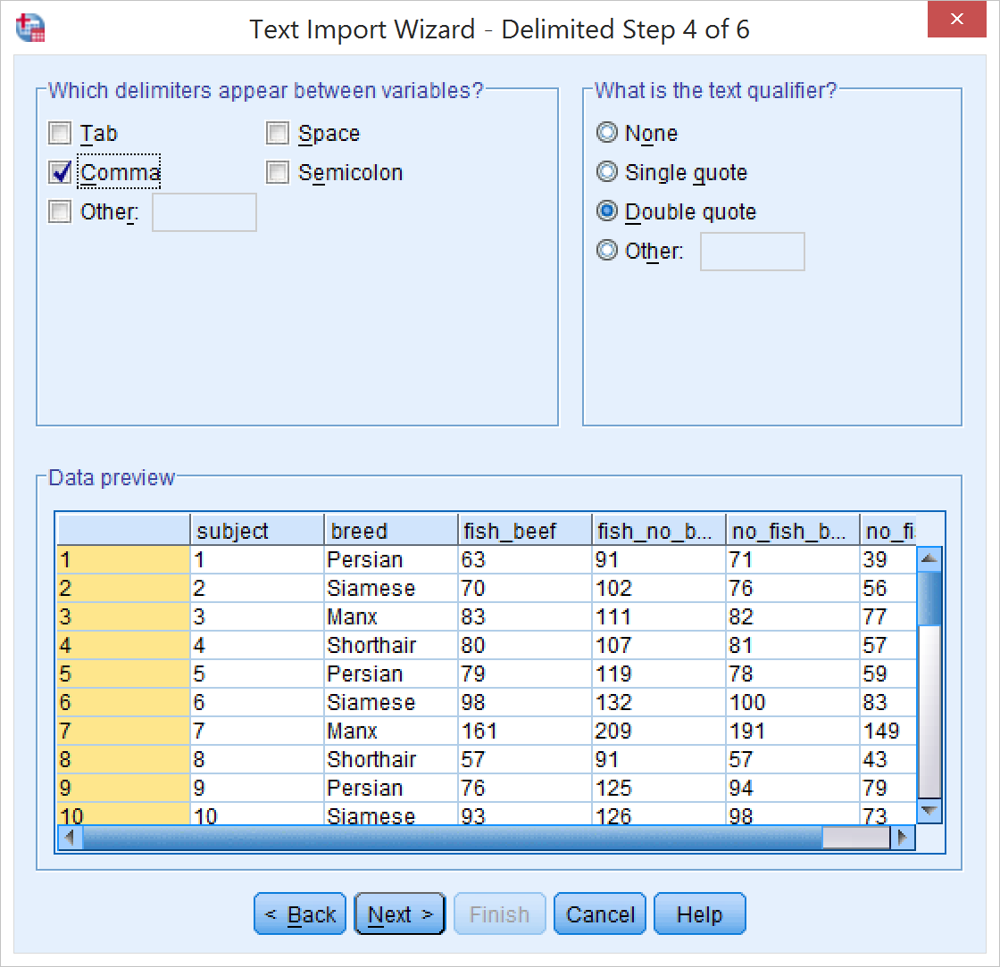 Text Import Wizard - Delimited Step 4 of 6
Which delimiters appear between variables?
Tab
Space
Comma
Semicolon
Other:
What is the text qualifier?
None
Single quote
Double quote
Other:
Data preview
subject breed fish_beef fish_no_b... no_fish_b... no_fi
1 1 Persian 63 91 71 39
2 2 Siamese 70 102 76 56
3 3 Manx 83 111 82 77
4 4 Shorthair 80 107 81 57
5 5 Persian 79 119 78 59
6 6 Siamese 98 132 100 83
7 7 Manx 161 209 191 149
8 8 Shorthair 57 91 57 43
9 9 Persian 76 125 94 79
10 10 Siamese 93 126 98 73
< Back Next > Finish Cancel Help